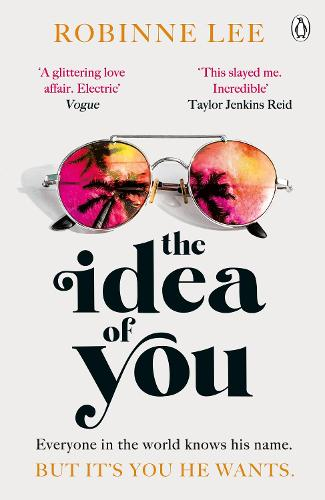 ROBINNE LEE
‘A glittering love
affair. Electric’
Vogue
‘This slayed me.
Incredible’
Taylor Jenkins Reid
the
idea
of
you
Everyone in the world knows his name.
BUT IT’S YOU HE WANTS.